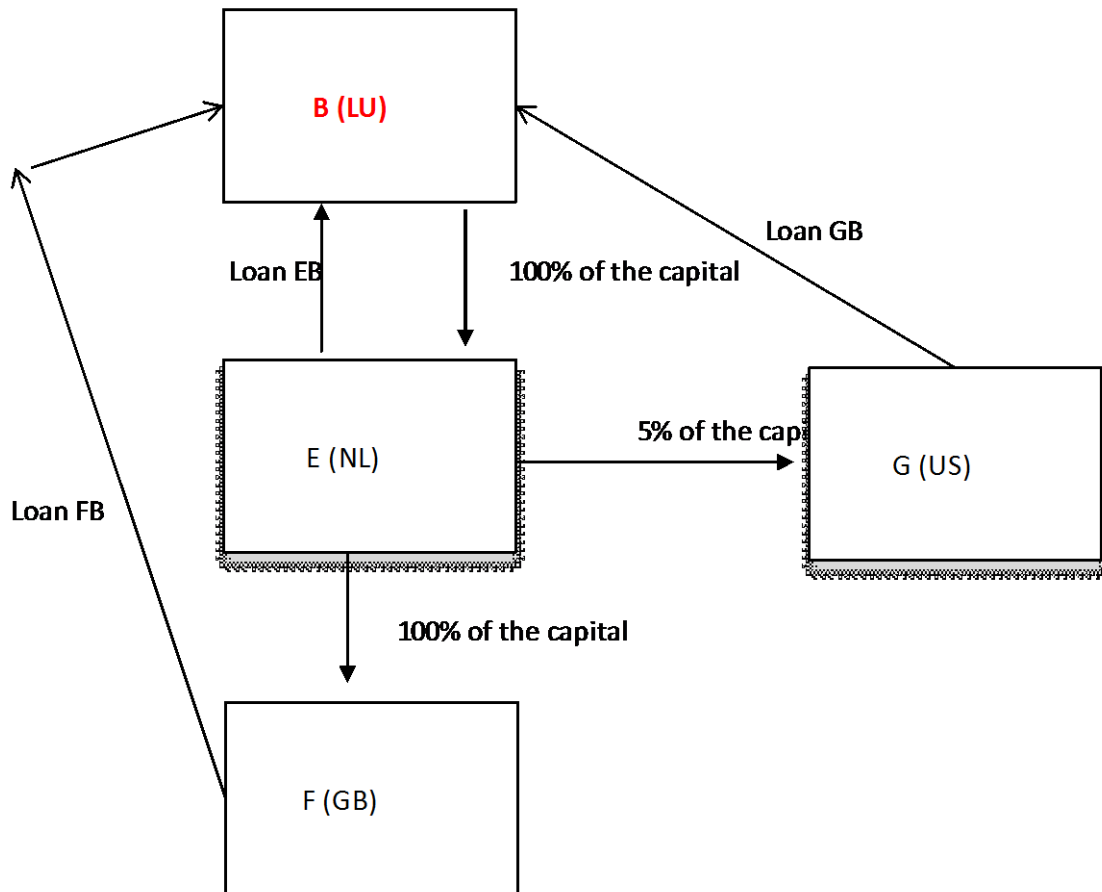 B (LU)
Loan GB
Loan EB
100% of the capital
5% of the cap
E (NL)
G (US)
Loan FB
100% of the capital
F (GB)